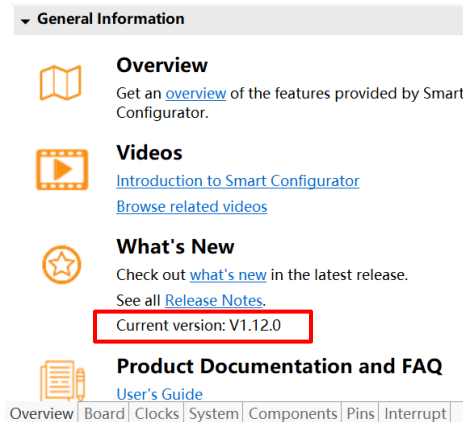 General Information
Overview
Get an overview of the features provided by Smart
Configurator.
Videos
Introduction to Smart Configurator
Browse related videos
What's New
Check out what's new in the latest release.
See all Release Notes.
Current version: V1.12.0
Product Documentation and FAQ
User's Guide
Overview Board Clocks System Components Pins Interrupt